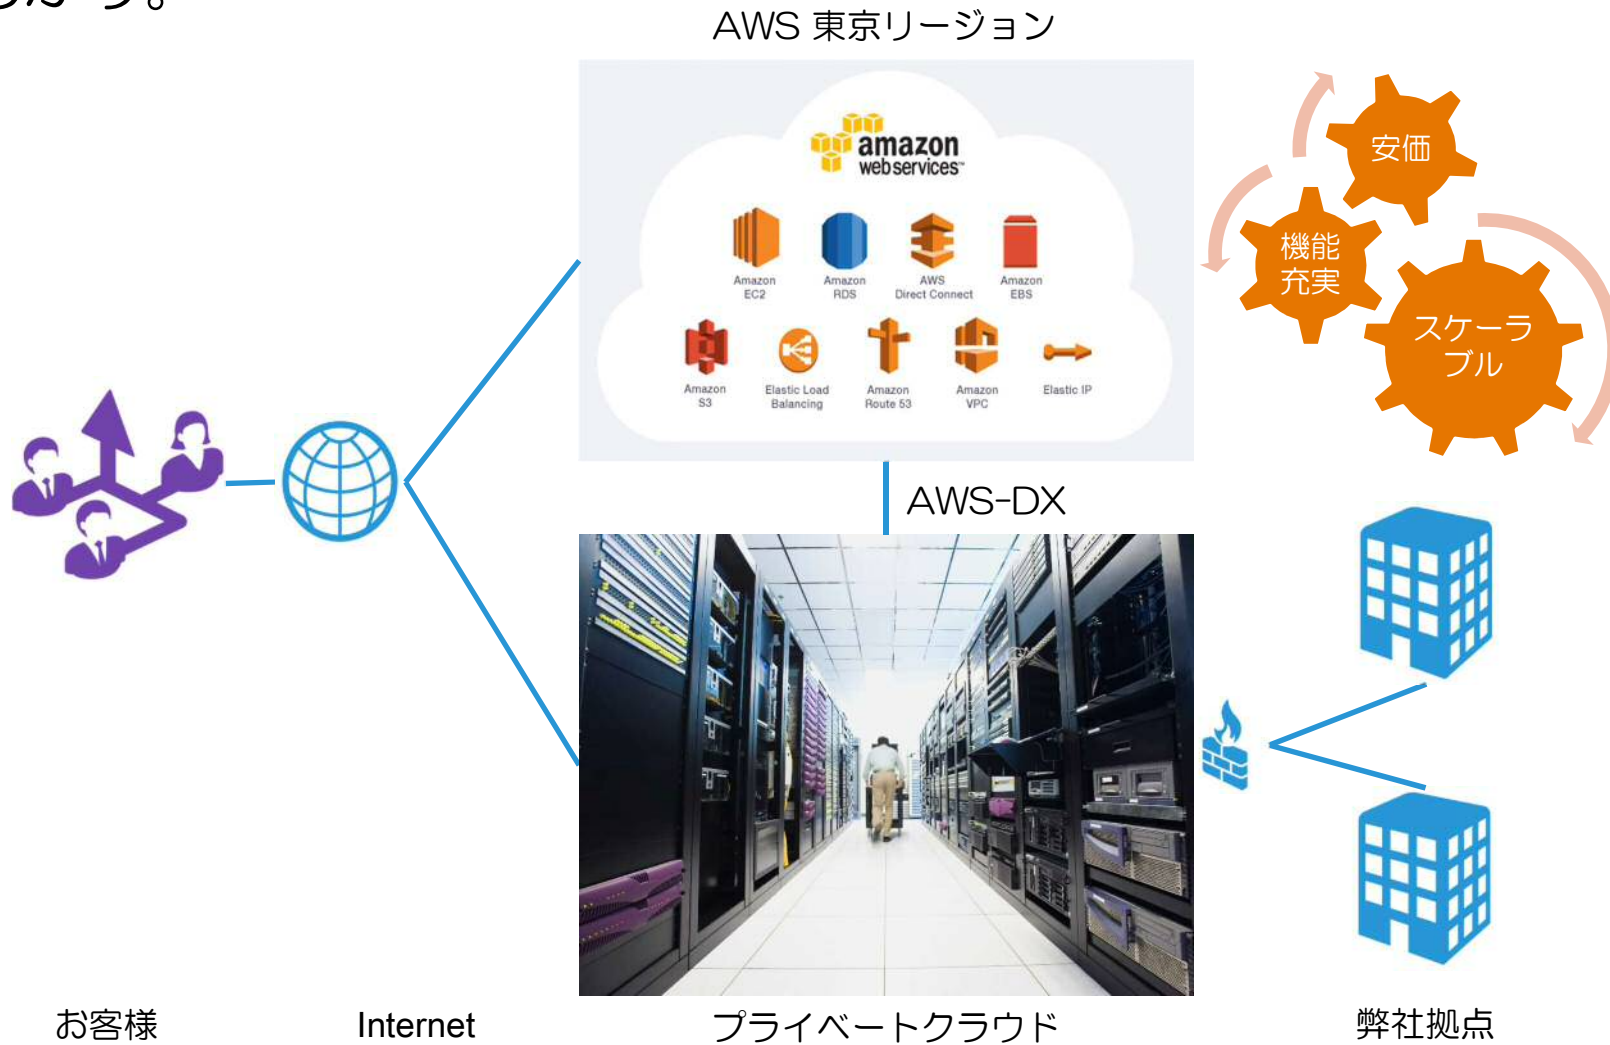 AWS 東京リージョン
amazon
webservices™
安価
機能
充実
スケーラ
ブル
Amazon
EC2
Amazon
RDS
AWS
Direct Connect
Amazon
EBS
Amazon
S3
Elastic Load
Balancing
Amazon
Route 53
Amazon
VPC
Elastic IP
AWS-DX
お客様
Internet
プライベートクラウド
弊社拠点